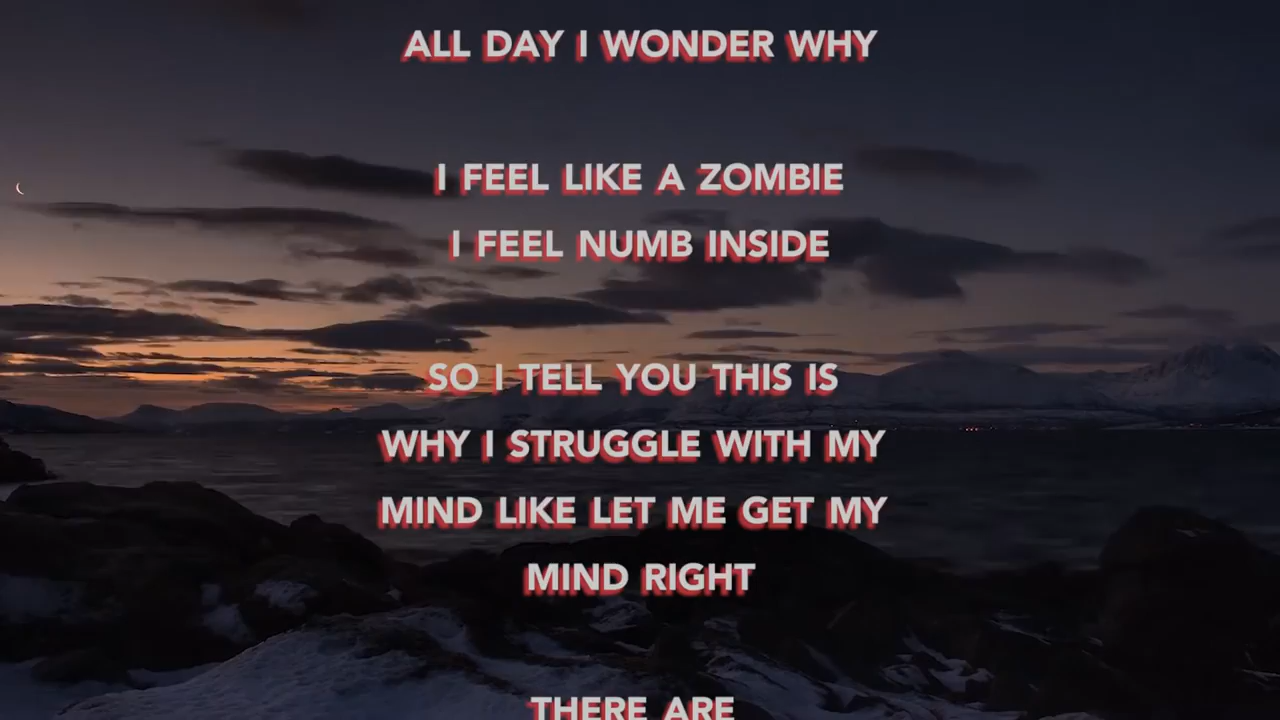 ALL DAY I WONDER WHY
I FEEL LIKE A ZOMBIE
I FEEL NUMB INSIDE
SO I TELL YOU THIS IS
WHY I STRUGGLE WITH MY
MIND LIKE LET ME GET MY
MIND RIGHT
THERE ARE